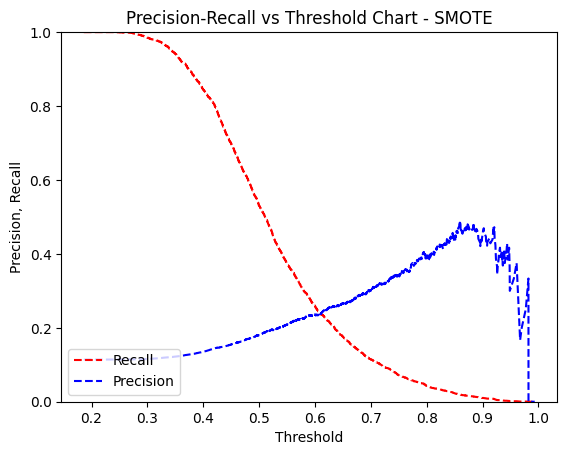 Precision-Recall vs Threshold Chart - SMOTE
Precision, Recall
1.0
0.8
0.6
0.4
0.2
0.0
Recall
Precision
0.2 0.3 0.4 0.5 0.6 0.7 0.8 0.9 1.0
Threshold